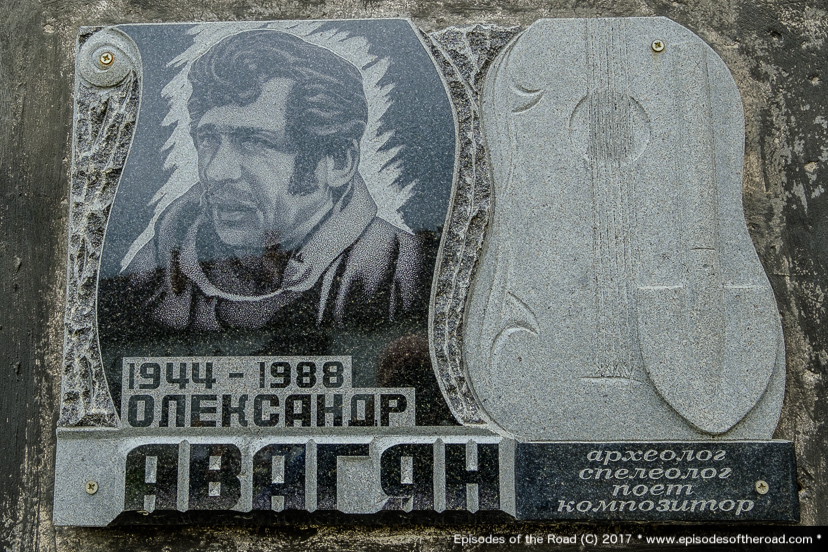 1944 - 1988
ОЛЕКСАНДР
АВАГЯН
археолог
спелеолог
поет
композитор
Episodes of the Road (C) 2017 * www.episodesoftheroad.com *